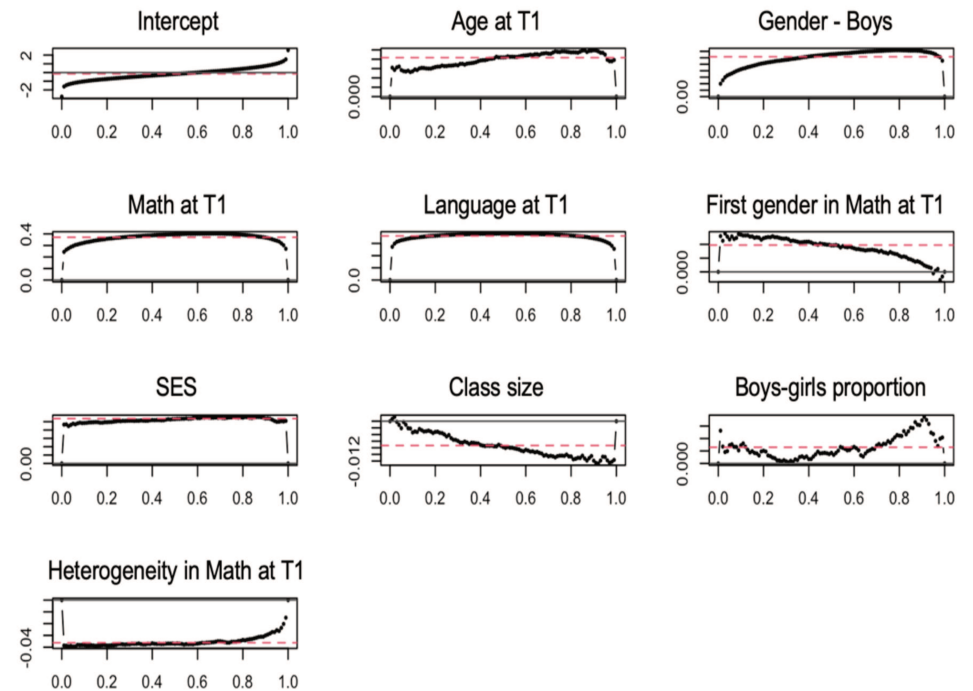 Intercept
2
-2
0.0 0.2 0.4 0.6 0.8 1.0
Age at T1
0.000
0.0 0.2 0.4 0.6 0.8 1.0
Gender - Boys
0.00
0.0 0.2 0.4 0.6 0.8 1.0
Math at T1
0.4
0.0
0.0 0.2 0.4 0.6 0.8 1.0
Language at T1
0.0
0.0 0.2 0.4 0.6 0.8 1.0
First gender in Math at T1
0.000
0.0 0.2 0.4 0.6 0.8 1.0
SES
0.00
0.0 0.2 0.4 0.6 0.8 1.0
Class size
-0.012
0.0 0.2 0.4 0.6 0.8 1.0
Boys-girls proportion
0.000
0.0 0.2 0.4 0.6 0.8 1.0
Heterogeneity in Math at T1
-0.04
0.0 0.2 0.4 0.6 0.8 1.0